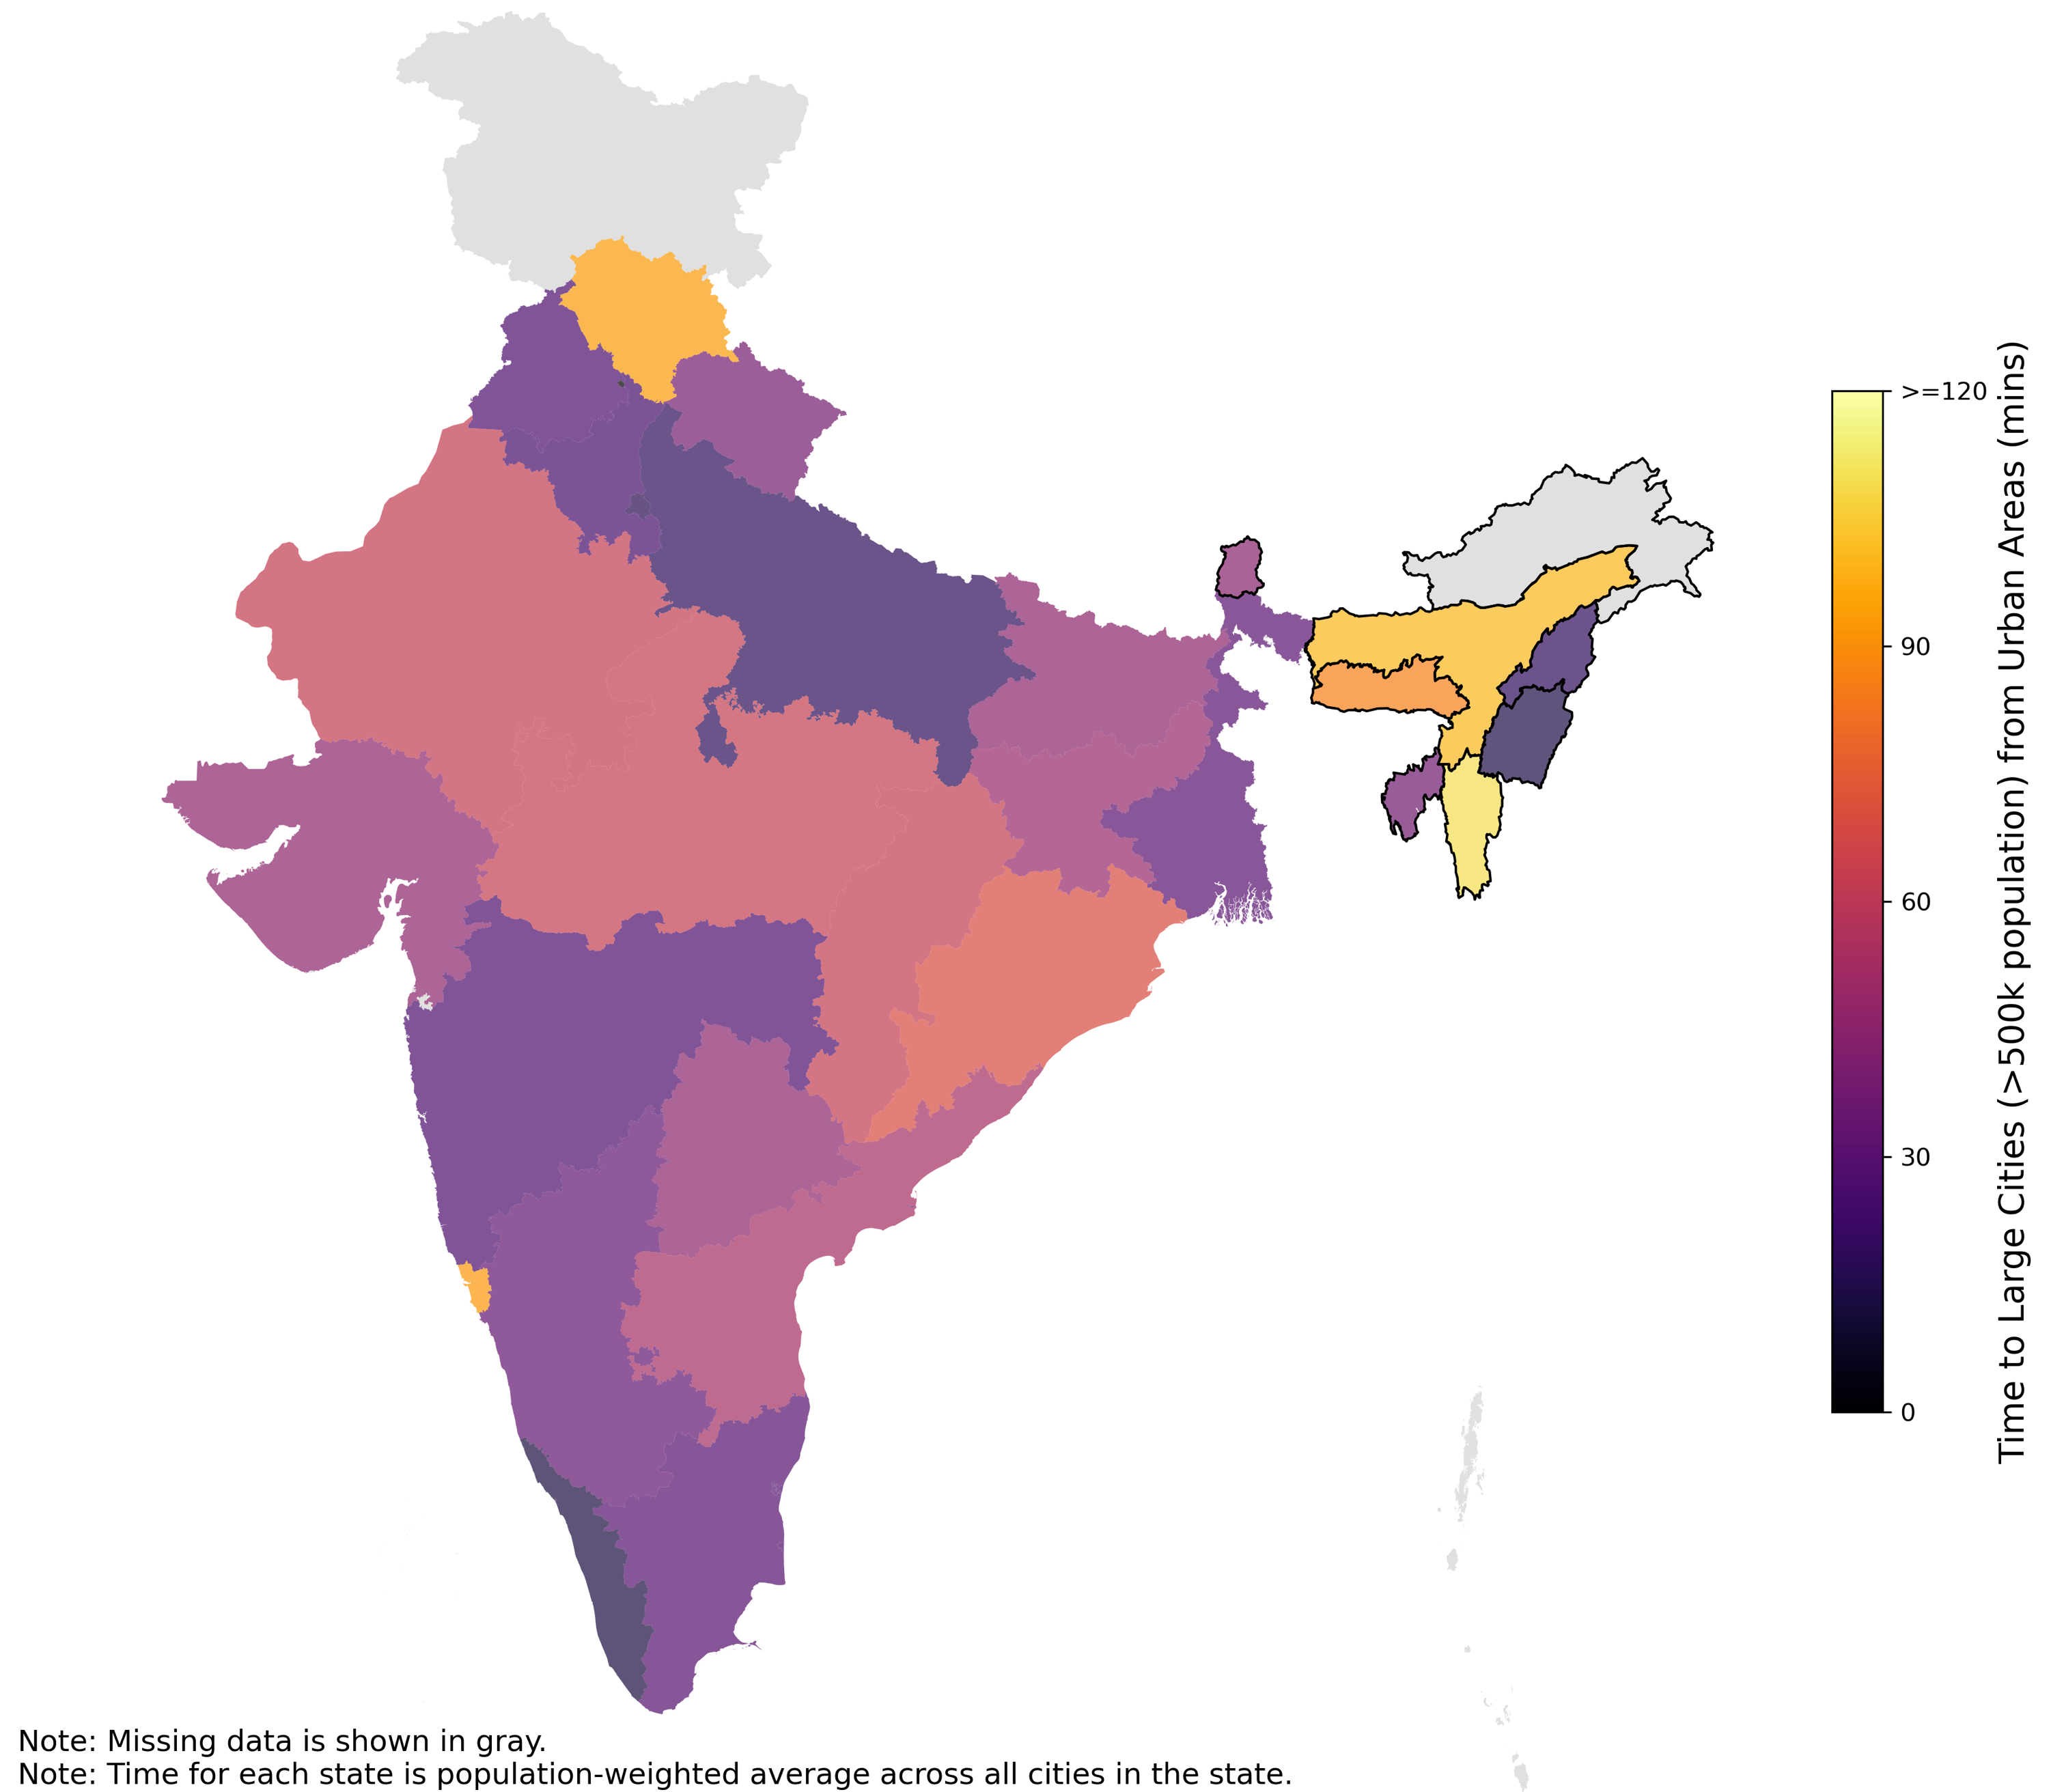 >=120
90
60
30
0
Time to Large Cities (>500k population) from Urban Areas (mins)
Note: Missing data is shown in gray.
Note: Time for each state is population-weighted average across all cities in the state.